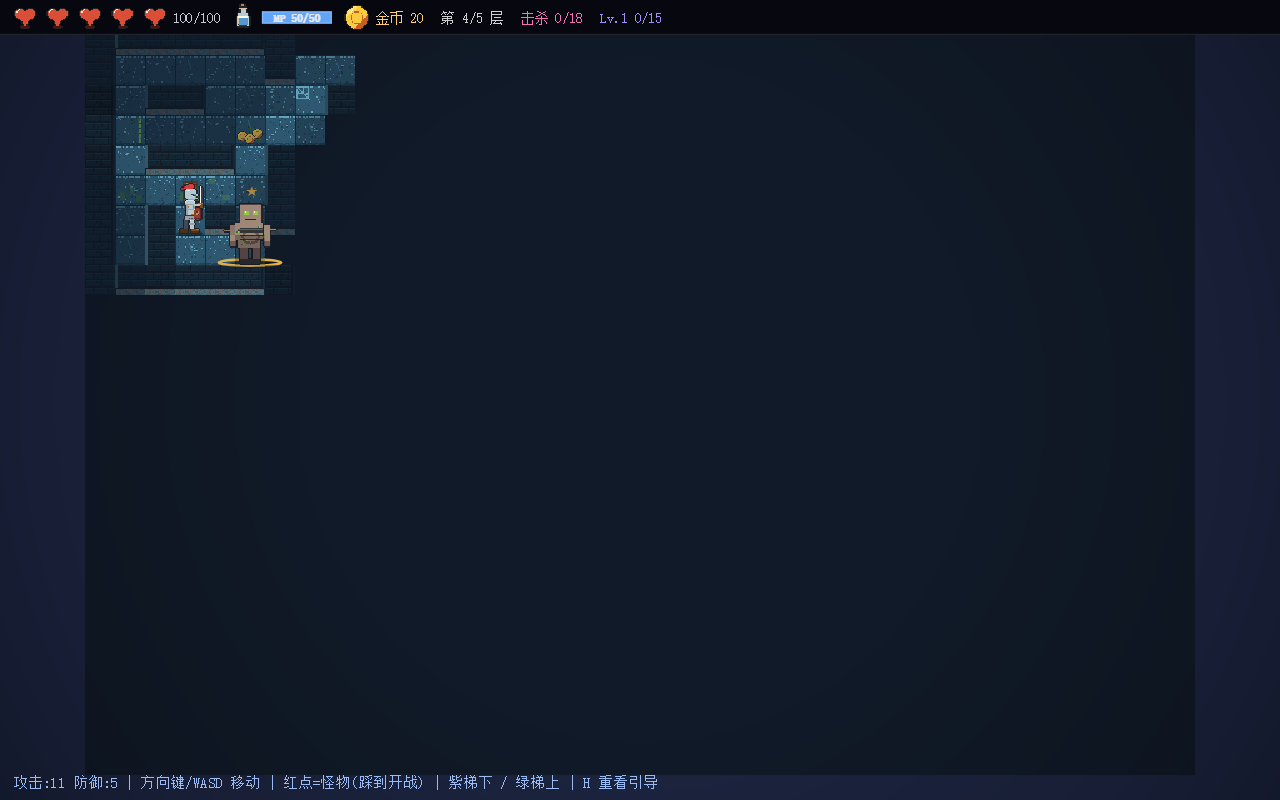 100/100 MP 50/50 金币 20 第 4/5 层 击杀 0/18 Lv.1 0/15
攻击:11 防御:5 | 方向键/WASD 移动 | 红点=怪物(踩到开战) | 紫梯下 / 绿梯上 | H 重看引导